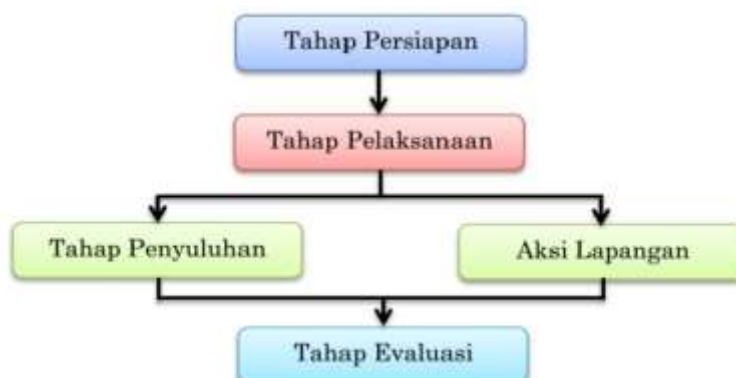 Tahap Persiapan
Tahap Pelaksanaan
Tahap Penyuluhan
Aksi Lapangan
Tahap Evaluasi